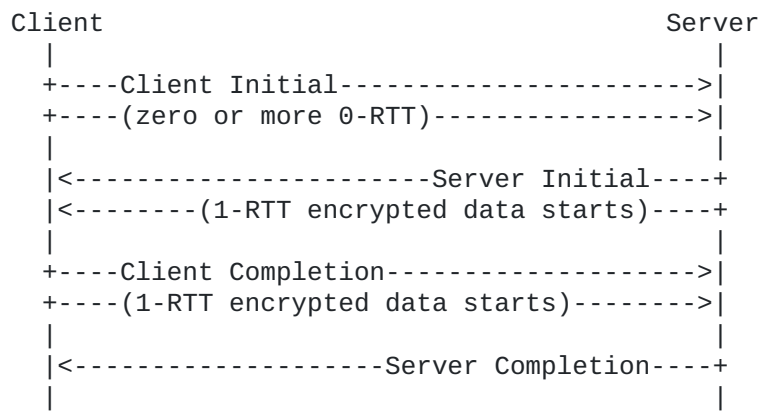 Client                                    Server
  |                                          |
  +----Client Initial----------------------->|
  +----(zero or more 0-RTT)----------------->|
  |                                          |
  |<-----------------------Server Initial----+
  |<--------(1-RTT encrypted data starts)----+
  |                                          |
  +----Client Completion-------------------->|
  +----(1-RTT encrypted data starts)-------->|
  |                                          |
  |<--------------------Server Completion----+
  |                                          |